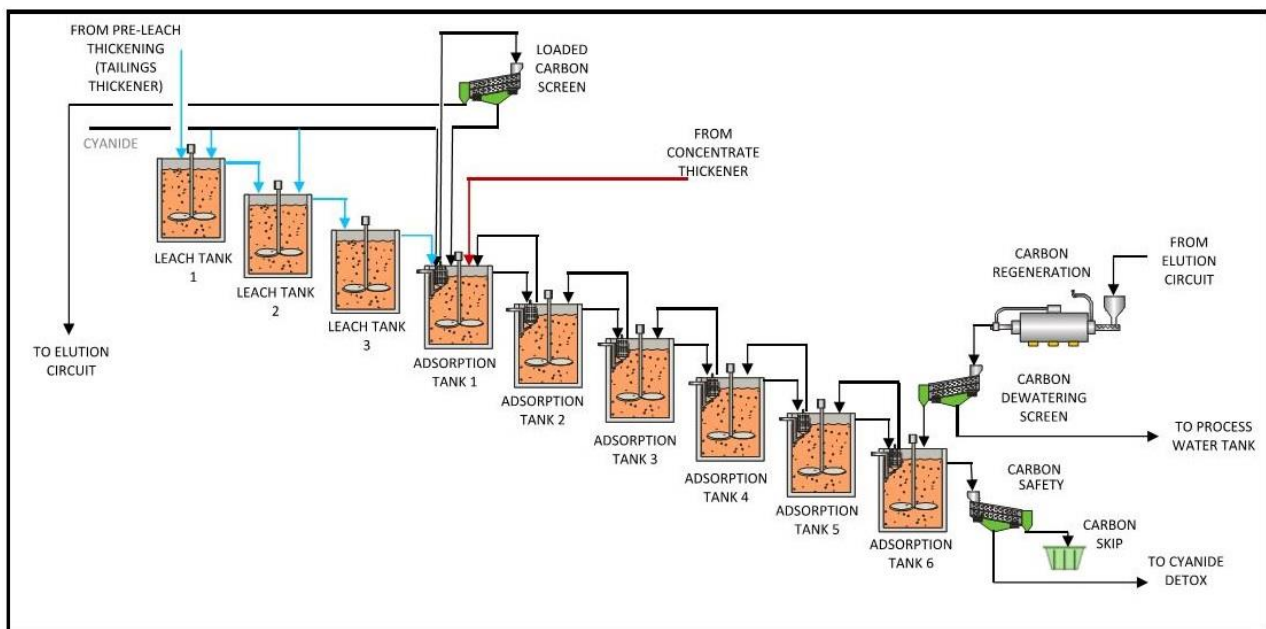 FROM PRE-LEACH
THICKENING
(TAILINGS
THICKENER)
LOADED
CARBON
SCREEN
CYANIDE
FROM
CONCENTRATE
THICKENER
LEACH TANK
1
LEACH TANK
2
LEACH TANK
3
TO ELUTION
CIRCUIT
ADSORPTION
TANK 1
ADSORPTION
TANK 2
ADSORPTION
TANK 3
ADSORPTION
TANK 4
ADSORPTION
TANK 5
ADSORPTION
TANK 6
CARBON
REGENERATION
FROM
ELUTION
CIRCUIT
CARBON
DEWATERING
SCREEN
TO PROCESS
WATER TANK
CARBON
SAFETY
CARBON
SKIP
TO CYANIDE
DETOX